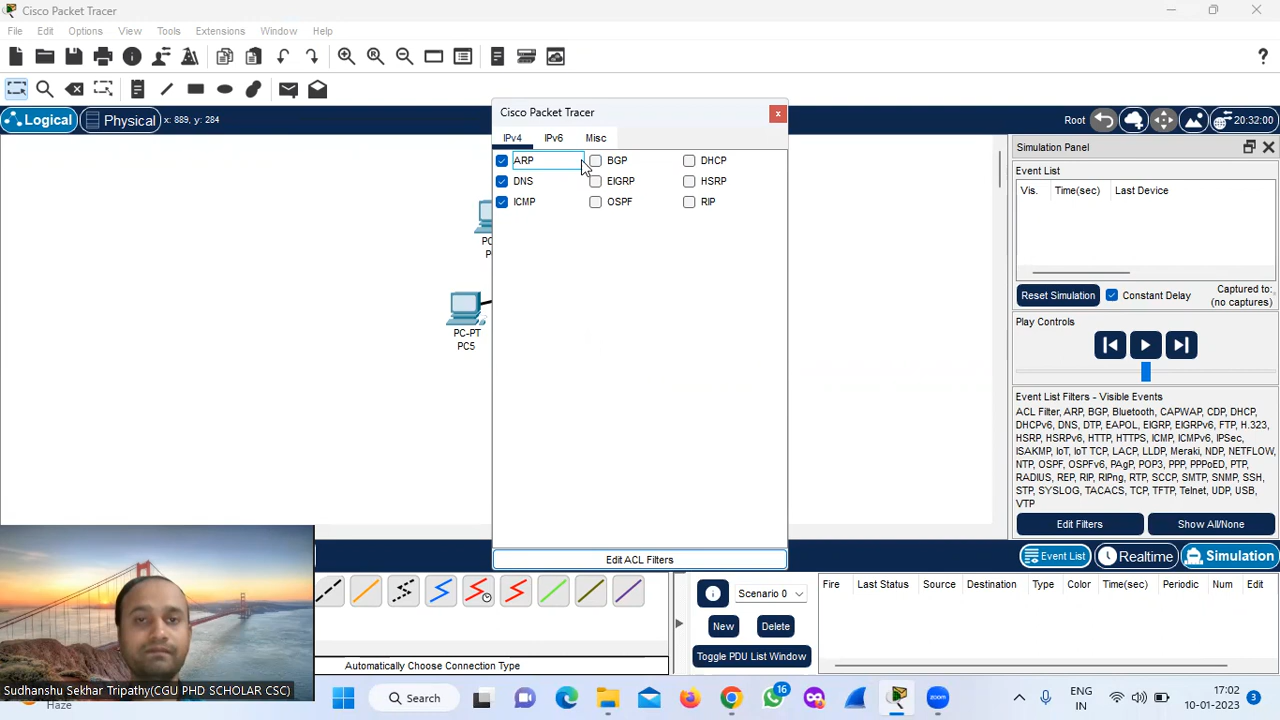 Cisco Packet Tracer
File Edit Options View Tools Extensions Window Help
Logical Physical x: 889, y: 284 Root 20:32:00
Cisco Packet Tracer x
IPv4 IPv6 Misc
ARP BGP DHCP
DNS EIGRP HSRP
ICMP OSPF RIP
Edit ACL Filters
PC
P
PC-PT
PC5
Simulation Panel
Event List
Vis. Time(sec) Last Device
Reset Simulation Constant Delay Captured to:
(no captures)
Play Controls
Event List Filters - Visible Events
ACL Filter, ARP, BGP, Bluetooth, CAPWAP, CDP, DHCP,
DHCPv6, DNS, DTP, EAPOL, EIGRP, EIGRPv6, FTP, H.323,
HSRP, HSRPv6, HTTP, HTTPS, ICMP, ICMPv6, IPSec,
ISAKMP, IoT, IoT TCP, LACP, LLDP, Meraki, NDP, NETFLOW,
NTP, OSPF, OSPFv6, PAgP, POP3, PPP, PPPoED, PTP,
RADIUS, REP, RIP, RIPng, RTP, SCCP, SMTP, SNMP, SSH,
STP, SYSLOG, TACACS, TCP, TFTP, Telnet, UDP, USB,
VTP
Edit Filters Show All/None
Event List Realtime Simulation
Scenario 0
New Delete
Toggle PDU List Window
Fire Last Status Source Destination Type Color Time(sec) Periodic Num Edit
Automatically Choose Connection Type
Sudhanshu Sekhar Tripathy(CGU PHD SCHOLAR CSC)
Haze
Search
16
zoom
ENG
IN
17:02
10-01-2023
3